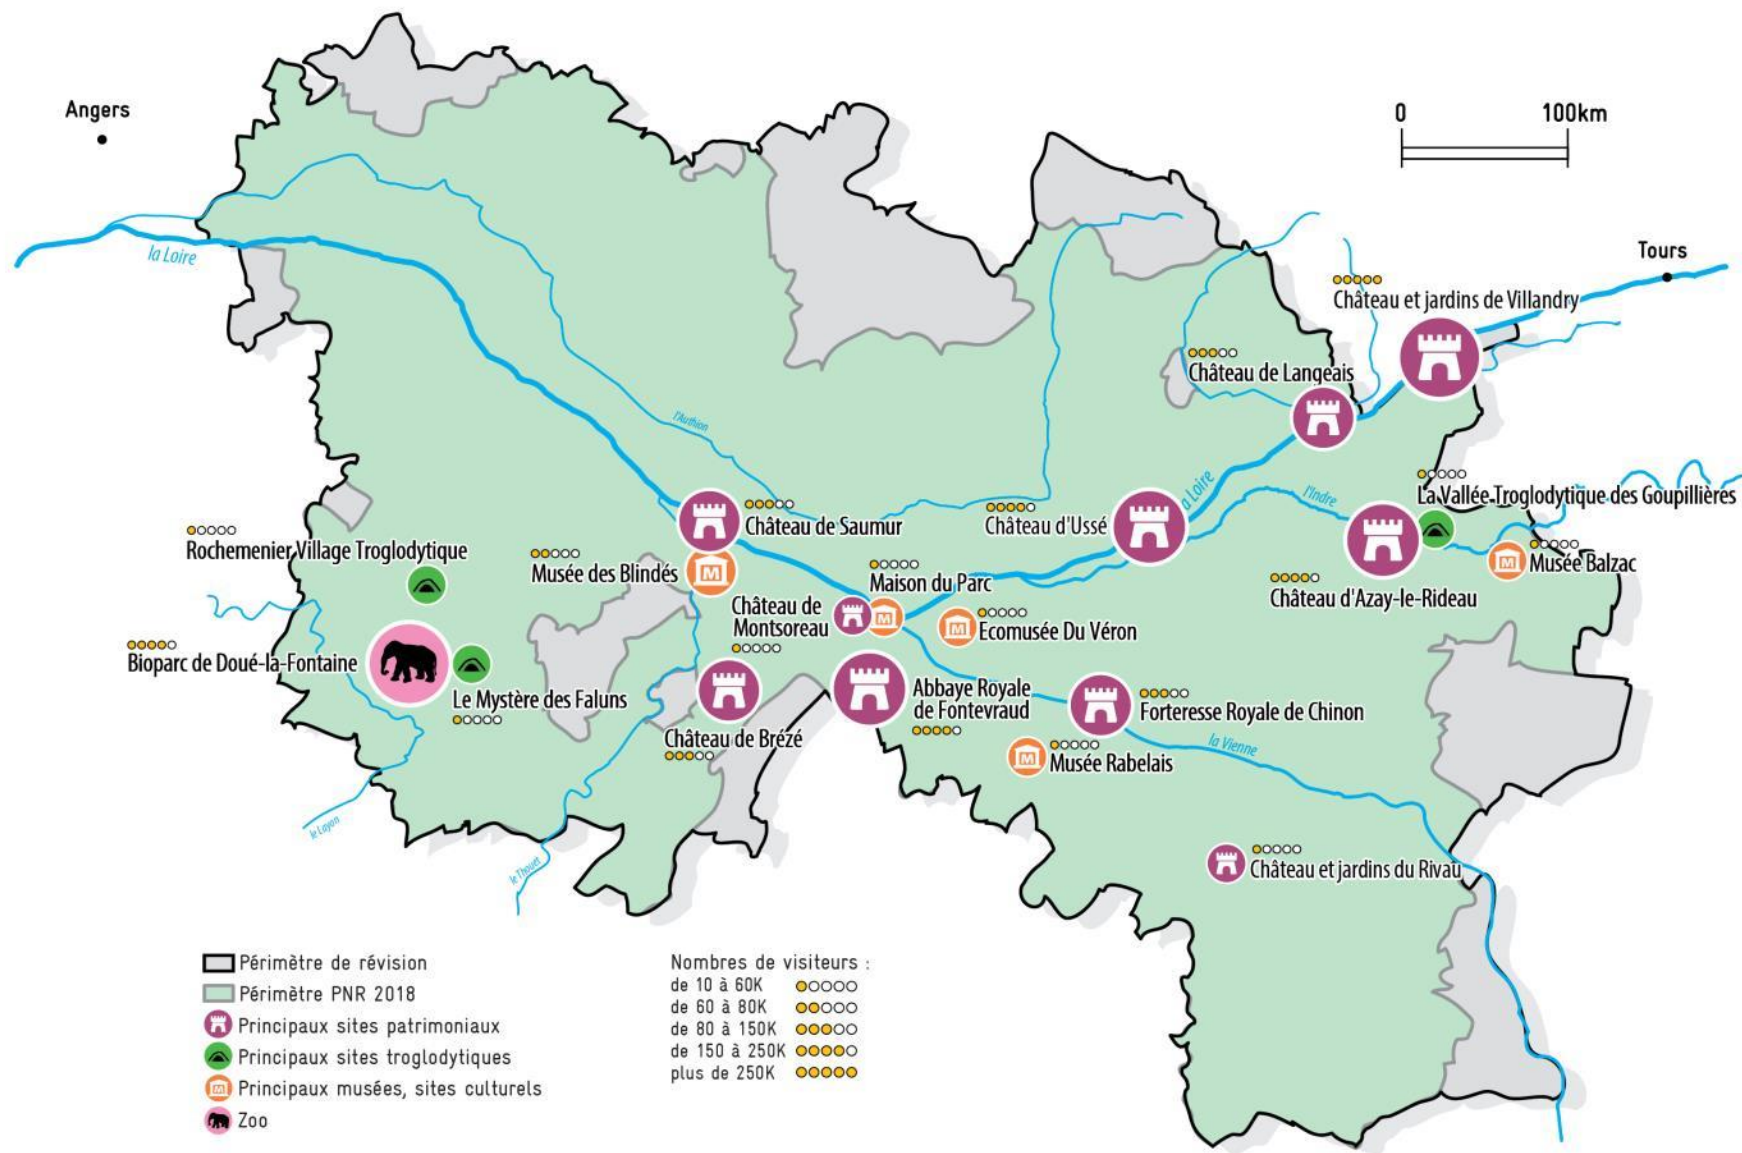 Angers
0 100km
la Loire
Tours
Château et jardins de Villandry
Château de Langeais
l'Authion
a Loire
l'Indre
La Vallée Troglodytique des Goupillières
Château de Saumur
Château d'Ussé
Rochemenier Village Troglodytique
Musée des Blindés
Maison du Parc
Musée Balzac
Château d'Azay-le-Rideau
Château de
Montsoreau
Ecomusée Du Véron
Bioparc de Doué-la-Fontaine
Le Mystère des Faluns
Abbaye Royale
de Fontevraud
Forteresse Royale de Chinon
Château de Brézé
la Vienne
Musée Rabelais
le Layon
le Thouet
Château et jardins du Rivau
Périmètre de révision
Périmètre PNR 2018
Principaux sites patrimoniaux
Principaux sites troglodytiques
Principaux musées, sites culturels
Zoo
Nombres de visiteurs :
de 10 à 60K
de 60 à 80K
de 80 à 150K
de 150 à 250K
plus de 250K